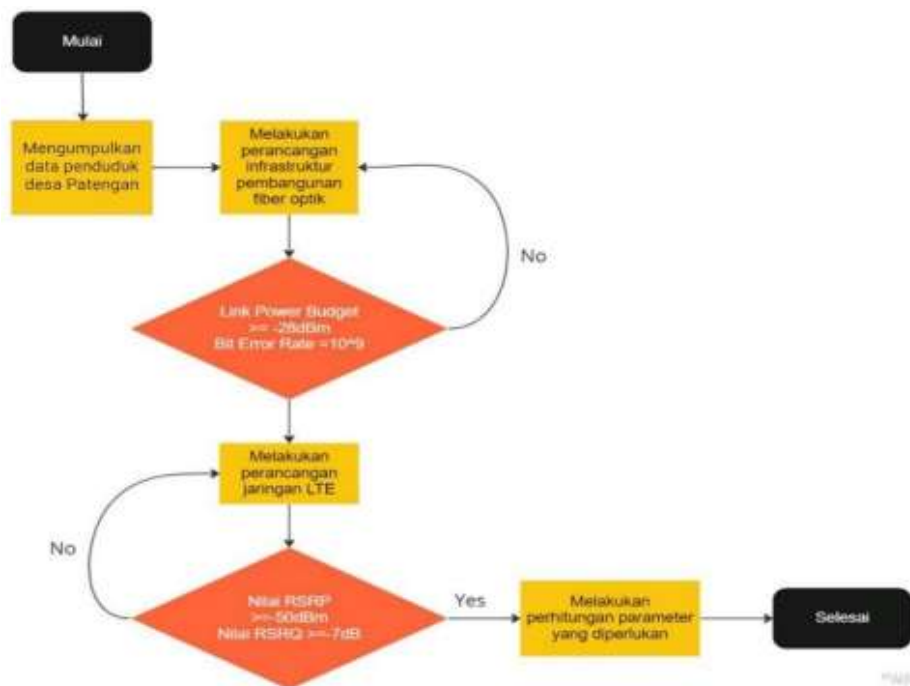 Mulai
Mengumpulkan
data penduduk
desa Patengan
Melakukan
perancangan
infrastruktur
pembangunan
fiber optik
No
Link Power Budget
>= -28dBm
Bit Error Rate =10^9
Melakukan
perancangan
jaringan LTE
No
Nilai RSRP
>=-50dBm
Nilai RSRQ >=-7dB
Yes
Melakukan
perhitungan parameter
yang diperlukan
Selesai